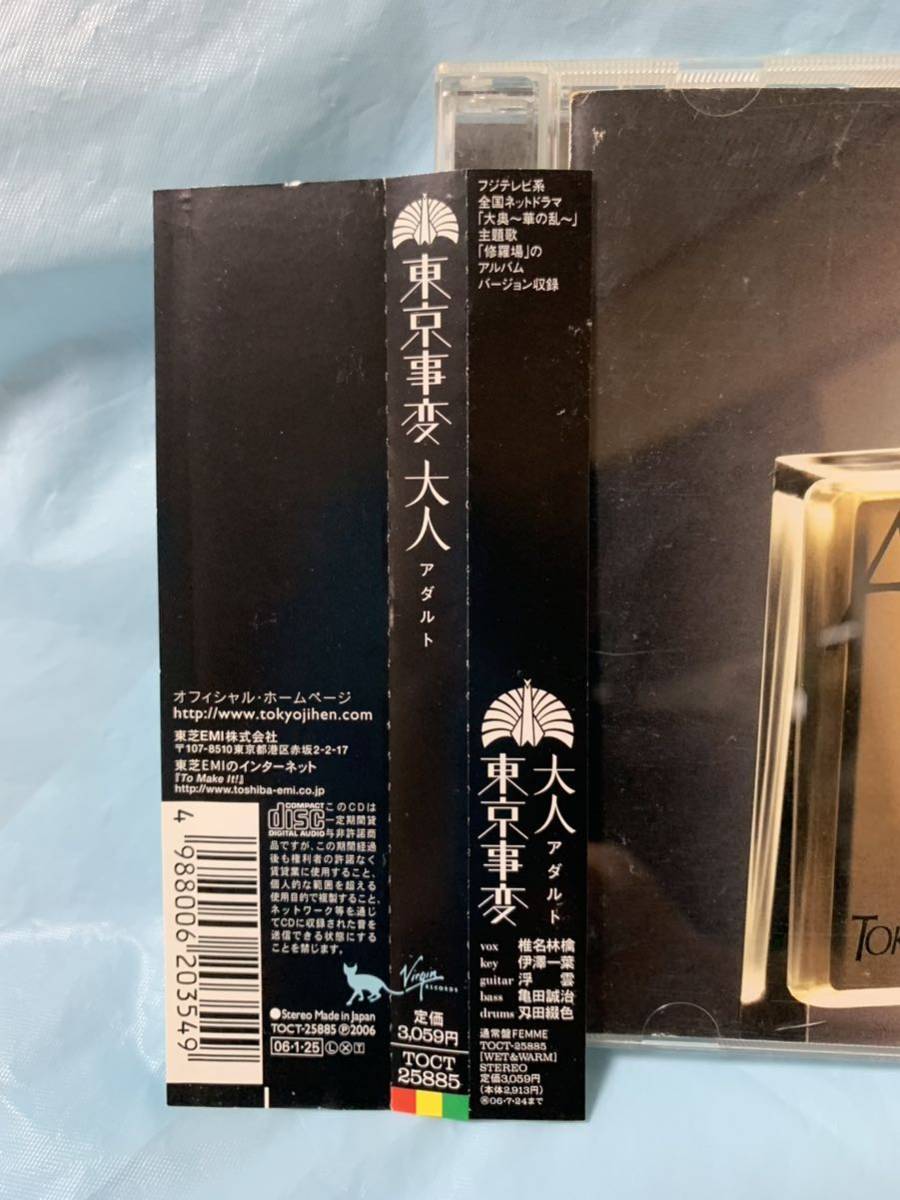 フジテレビ系
全国ネットドラマ
「大奥〜華の乱〜」
主題歌
「修羅場」の
アルバム
バージョン収録
東京事変 大人
アダルト
オフィシャル・ホームページ
http://www.tokyojihen.com
東芝EMI株式会社
〒107-8510東京都港区赤坂2-2-17
東芝EMIのインターネット
『To Make It!』
http://www.toshiba-emi.co.jp
COMPACT
disc
DIGITAL AUDIO
このCDは
一定期間貸
与非許諾商
品ですが、この期間経過
後も権利者の許諾なく
賃貸業に使用すること、
個人的な範囲を超える
使用目的で複製すること、
ネットワーク等を通じ
てCDに収録された音を
送信できる状態にする
ことを禁じます。
4 988006 203549
●Stereo Made in Japan
TOCT-25885 Ⓟ2006
06・1・25 Ⓛ Ⓧ Ⓣ
Virgin
RECORDS
定価
3,059円
TOCT
25885
大人 アダルト
東京事変
vox 椎名林檎
key 伊澤一葉
guitar 浮雲
bass 亀田誠治
drums 刄田綴色
通常盤FEMME
TOCT-25885
[WET&WARM]
STEREO
定価3,059円
(本体2,913円)
㊐06・7・24まで
TOK